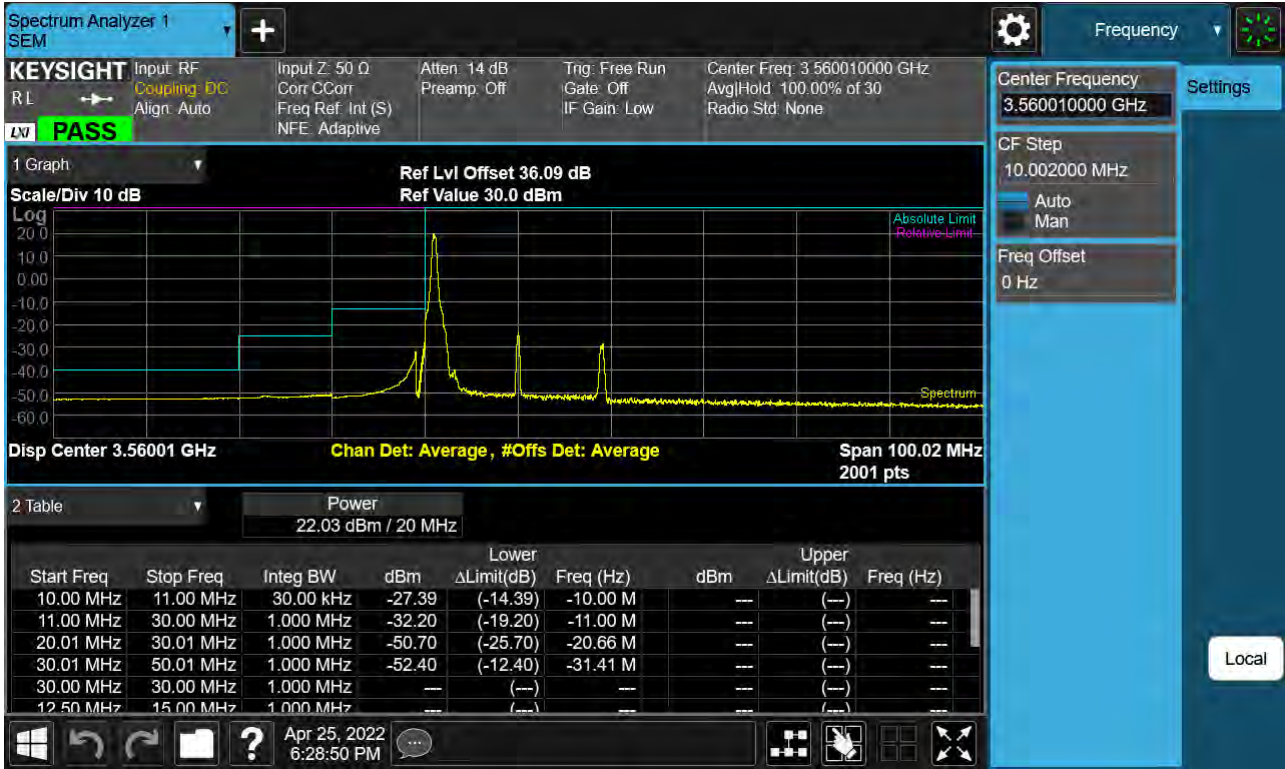 Spectrum Analyzer 1
SEM
Frequency
KEYSIGHT
RL
LXI
PASS
Input: RF
Coupling: DC
Align: Auto
Input Z: 50 Ω
Corr CCorr
Freq Ref: Int (S)
NFE: Adaptive
Atten: 14 dB
Preamp: Off
Trig: Free Run
Gate: Off
IF Gain: Low
Center Freq: 3.560010000 GHz
Avg|Hold: 100.00% of 30
Radio Std: None
Center Frequency
3.560010000 GHz
Settings
CF Step
10.002000 MHz
Auto
Man
Freq Offset
0 Hz
Local
1 Graph
Scale/Div 10 dB
Ref Lvl Offset 36.09 dB
Ref Value 30.0 dBm
Log
20.0
10.0
0.00
-10.0
-20.0
-30.0
-40.0
-50.0
-60.0
Absolute Limit
Relative Limit
Spectrum
Disp Center 3.56001 GHz
Chan Det: Average, #Offs Det: Average
Span 100.02 MHz
2001 pts
2 Table
Power
22.03 dBm / 20 MHz
Lower Upper
Start Freq Stop Freq Integ BW dBm ΔLimit(dB) Freq (Hz) dBm ΔLimit(dB) Freq (Hz)
10.00 MHz 11.00 MHz 30.00 kHz -27.39 (-14.39) -10.00 M --- (---) ---
11.00 MHz 30.00 MHz 1.000 MHz -32.20 (-19.20) -11.00 M --- (---) ---
20.01 MHz 30.01 MHz 1.000 MHz -50.70 (-25.70) -20.66 M --- (---) ---
30.01 MHz 50.01 MHz 1.000 MHz -52.40 (-12.40) -31.41 M --- (---) ---
30.00 MHz 30.00 MHz 1.000 MHz --- (---) --- --- (---) ---
12.50 MHz 15.00 MHz 1.000 MHz --- (---) --- --- (---) ---
Apr 25, 2022
6:28:50 PM